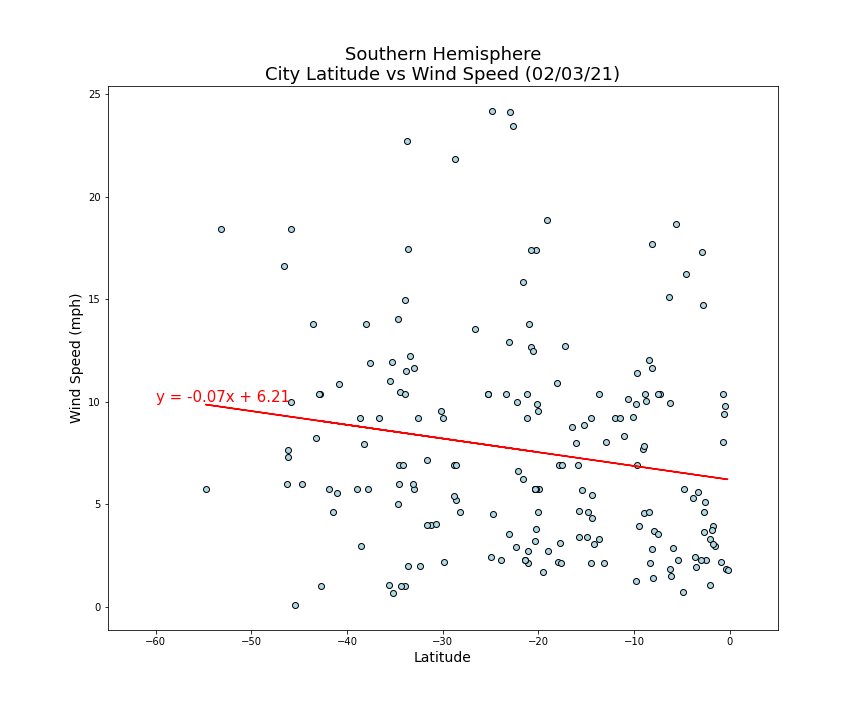 Southern Hemisphere
City Latitude vs Wind Speed (02/03/21)
Wind Speed (mph)
25
20
15
10
5
0
y = -0.07x + 6.21
−60
−50
−40
−30
−20
−10
0
Latitude